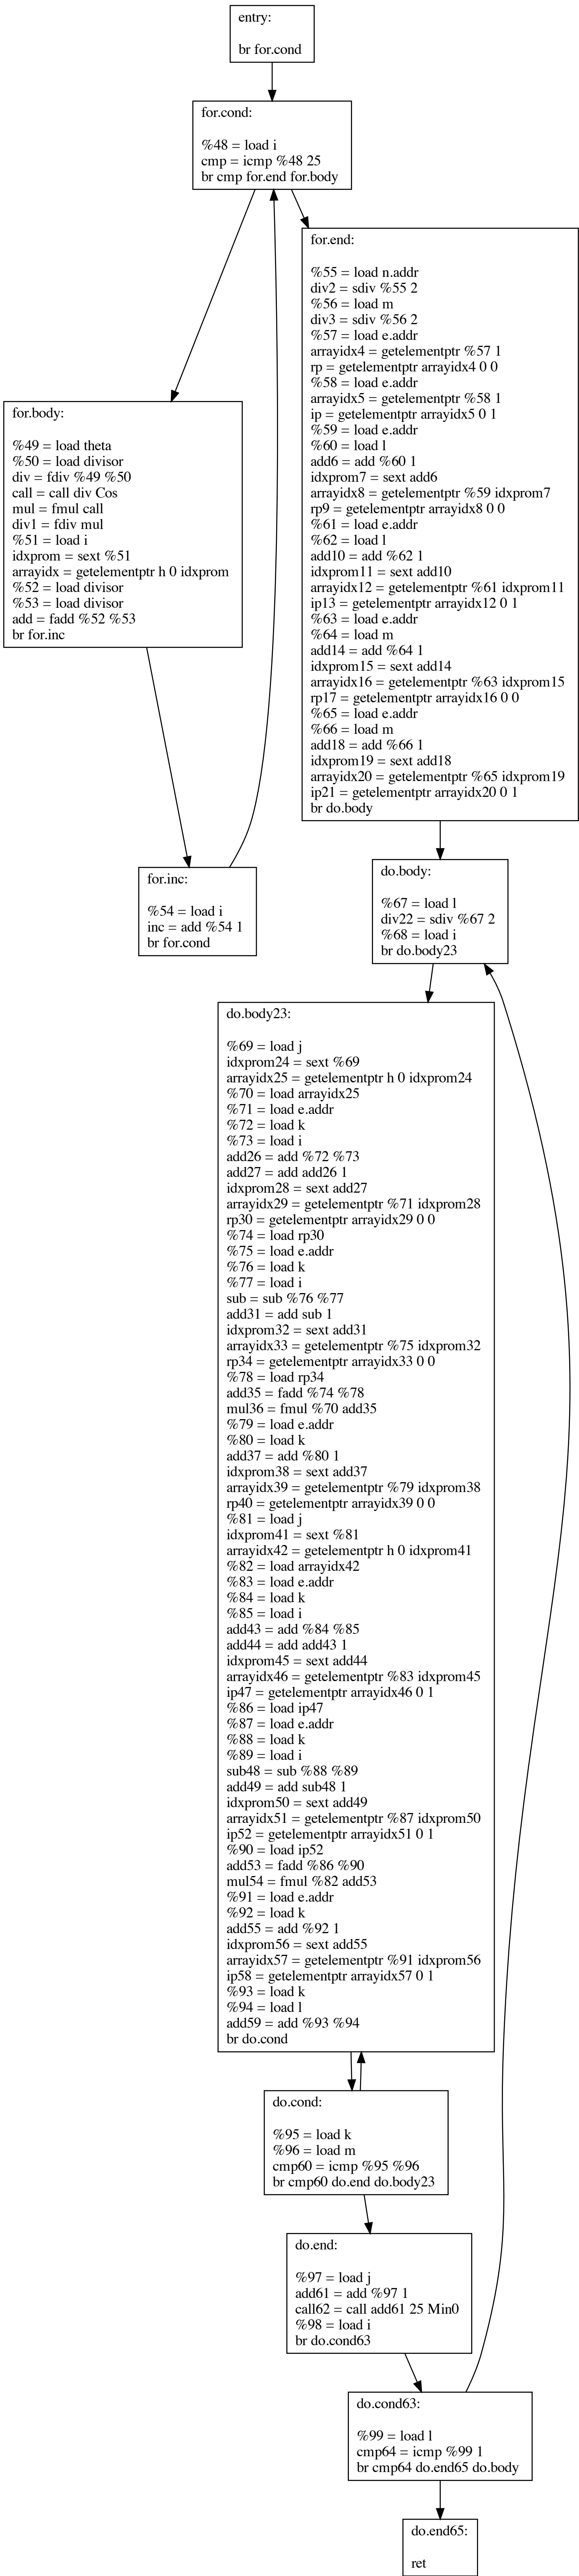 entry:
br for.cond
for.cond:
%48 = load i
cmp = icmp %48 25
br cmp for.end for.body
for.end:
%55 = load n.addr
div2 = sdiv %55 2
%56 = load m
div3 = sdiv %56 2
%57 = load e.addr
arrayidx4 = getelementptr %57 1
rp = getelementptr arrayidx4 0 0
%58 = load e.addr
arrayidx5 = getelementptr %58 1
ip = getelementptr arrayidx5 0 1
%59 = load e.addr
%60 = load l
add6 = add %60 1
idxprom7 = sext add6
arrayidx8 = getelementptr %59 idxprom7
rp9 = getelementptr arrayidx8 0 0
%61 = load e.addr
%62 = load l
add10 = add %62 1
idxprom11 = sext add10
arrayidx12 = getelementptr %61 idxprom11
ip13 = getelementptr arrayidx12 0 1
%63 = load e.addr
%64 = load m
add14 = add %64 1
idxprom15 = sext add14
arrayidx16 = getelementptr %63 idxprom15
rp17 = getelementptr arrayidx16 0 0
%65 = load e.addr
%66 = load m
add18 = add %66 1
idxprom19 = sext add18
arrayidx20 = getelementptr %65 idxprom19
ip21 = getelementptr arrayidx20 0 1
br do.body
for.body:
%49 = load theta
%50 = load divisor
div = fdiv %49 %50
call = call div Cos
mul = fmul call
div1 = fdiv mul
%51 = load i
idxprom = sext %51
arrayidx = getelementptr h 0 idxprom
%52 = load divisor
%53 = load divisor
add = fadd %52 %53
br for.inc
for.inc:
%54 = load i
inc = add %54 1
br for.cond
do.body:
%67 = load l
div22 = sdiv %67 2
%68 = load i
br do.body23
do.body23:
%69 = load j
idxprom24 = sext %69
arrayidx25 = getelementptr h 0 idxprom24
%70 = load arrayidx25
%71 = load e.addr
%72 = load k
%73 = load i
add26 = add %72 %73
add27 = add add26 1
idxprom28 = sext add27
arrayidx29 = getelementptr %71 idxprom28
rp30 = getelementptr arrayidx29 0 0
%74 = load rp30
%75 = load e.addr
%76 = load k
%77 = load i
sub = sub %76 %77
add31 = add sub 1
idxprom32 = sext add31
arrayidx33 = getelementptr %75 idxprom32
rp34 = getelementptr arrayidx33 0 0
%78 = load rp34
add35 = fadd %74 %78
mul36 = fmul %70 add35
%79 = load e.addr
%80 = load k
add37 = add %80 1
idxprom38 = sext add37
arrayidx39 = getelementptr %79 idxprom38
rp40 = getelementptr arrayidx39 0 0
%81 = load j
idxprom41 = sext %81
arrayidx42 = getelementptr h 0 idxprom41
%82 = load arrayidx42
%83 = load e.addr
%84 = load k
%85 = load i
add43 = add %84 %85
add44 = add add43 1
idxprom45 = sext add44
arrayidx46 = getelementptr %83 idxprom45
ip47 = getelementptr arrayidx46 0 1
%86 = load ip47
%87 = load e.addr
%88 = load k
%89 = load i
sub48 = sub %88 %89
add49 = add sub48 1
idxprom50 = sext add49
arrayidx51 = getelementptr %87 idxprom50
ip52 = getelementptr arrayidx51 0 1
%90 = load ip52
add53 = fadd %86 %90
mul54 = fmul %82 add53
%91 = load e.addr
%92 = load k
add55 = add %92 1
idxprom56 = sext add55
arrayidx57 = getelementptr %91 idxprom56
ip58 = getelementptr arrayidx57 0 1
%93 = load k
%94 = load l
add59 = add %93 %94
br do.cond
do.cond:
%95 = load k
%96 = load m
cmp60 = icmp %95 %96
br cmp60 do.end do.body23
do.end:
%97 = load j
add61 = add %97 1
call62 = call add61 25 Min0
%98 = load i
br do.cond63
do.cond63:
%99 = load l
cmp64 = icmp %99 1
br cmp64 do.end65 do.body
do.end65:
ret